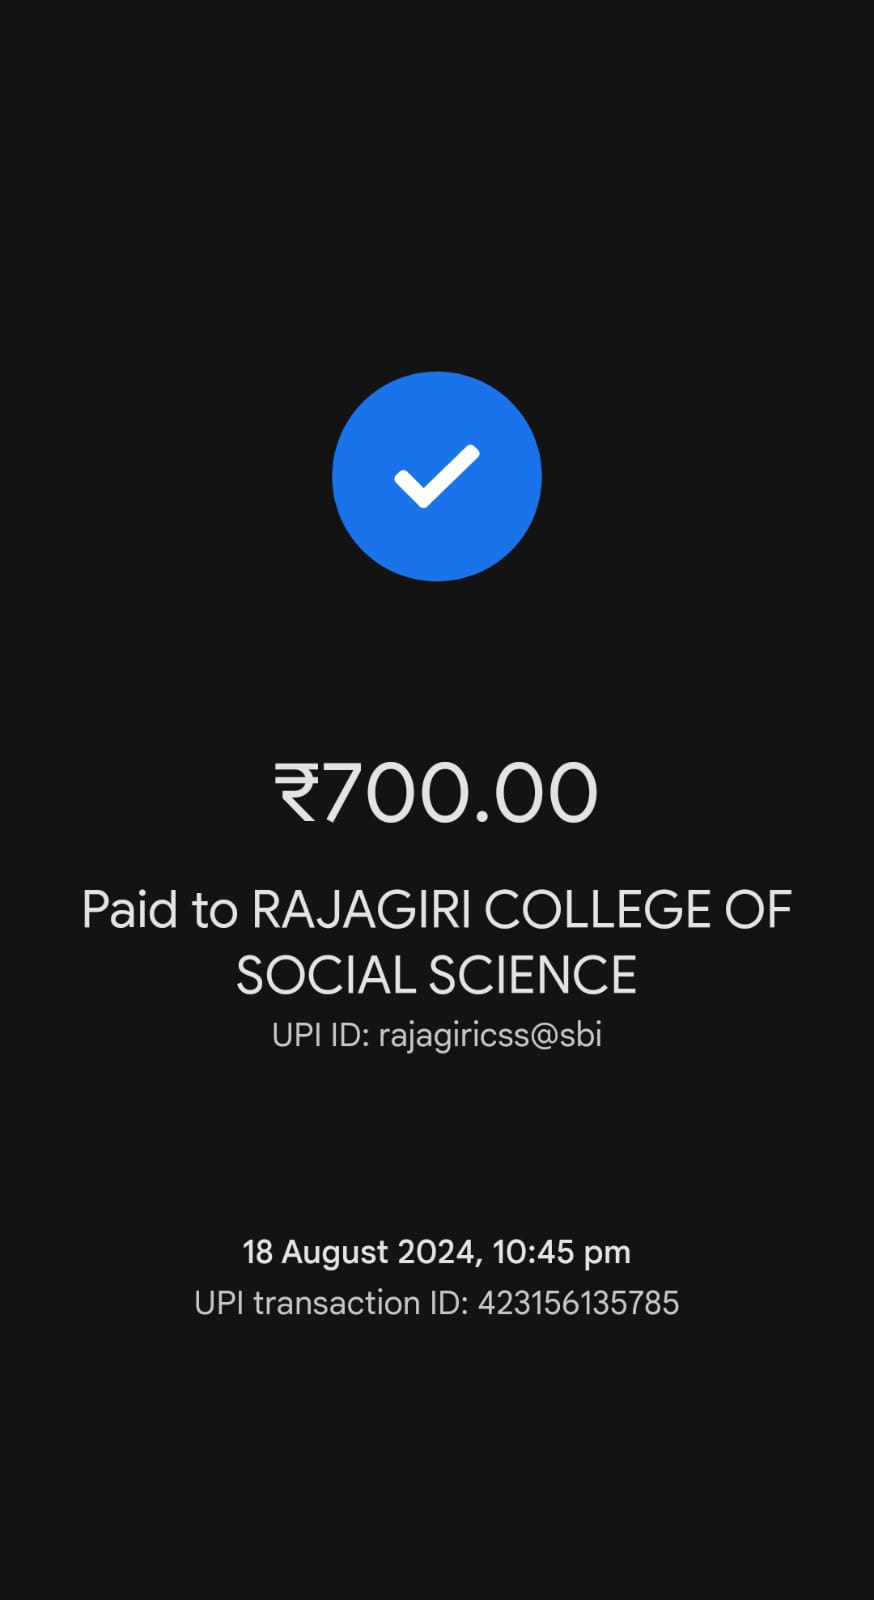 ₹700.00
Paid to RAJAGIRI COLLEGE OF
SOCIAL SCIENCE
UPI ID: rajagiricss@sbi
18 August 2024, 10:45 pm
UPI transaction ID: 423156135785